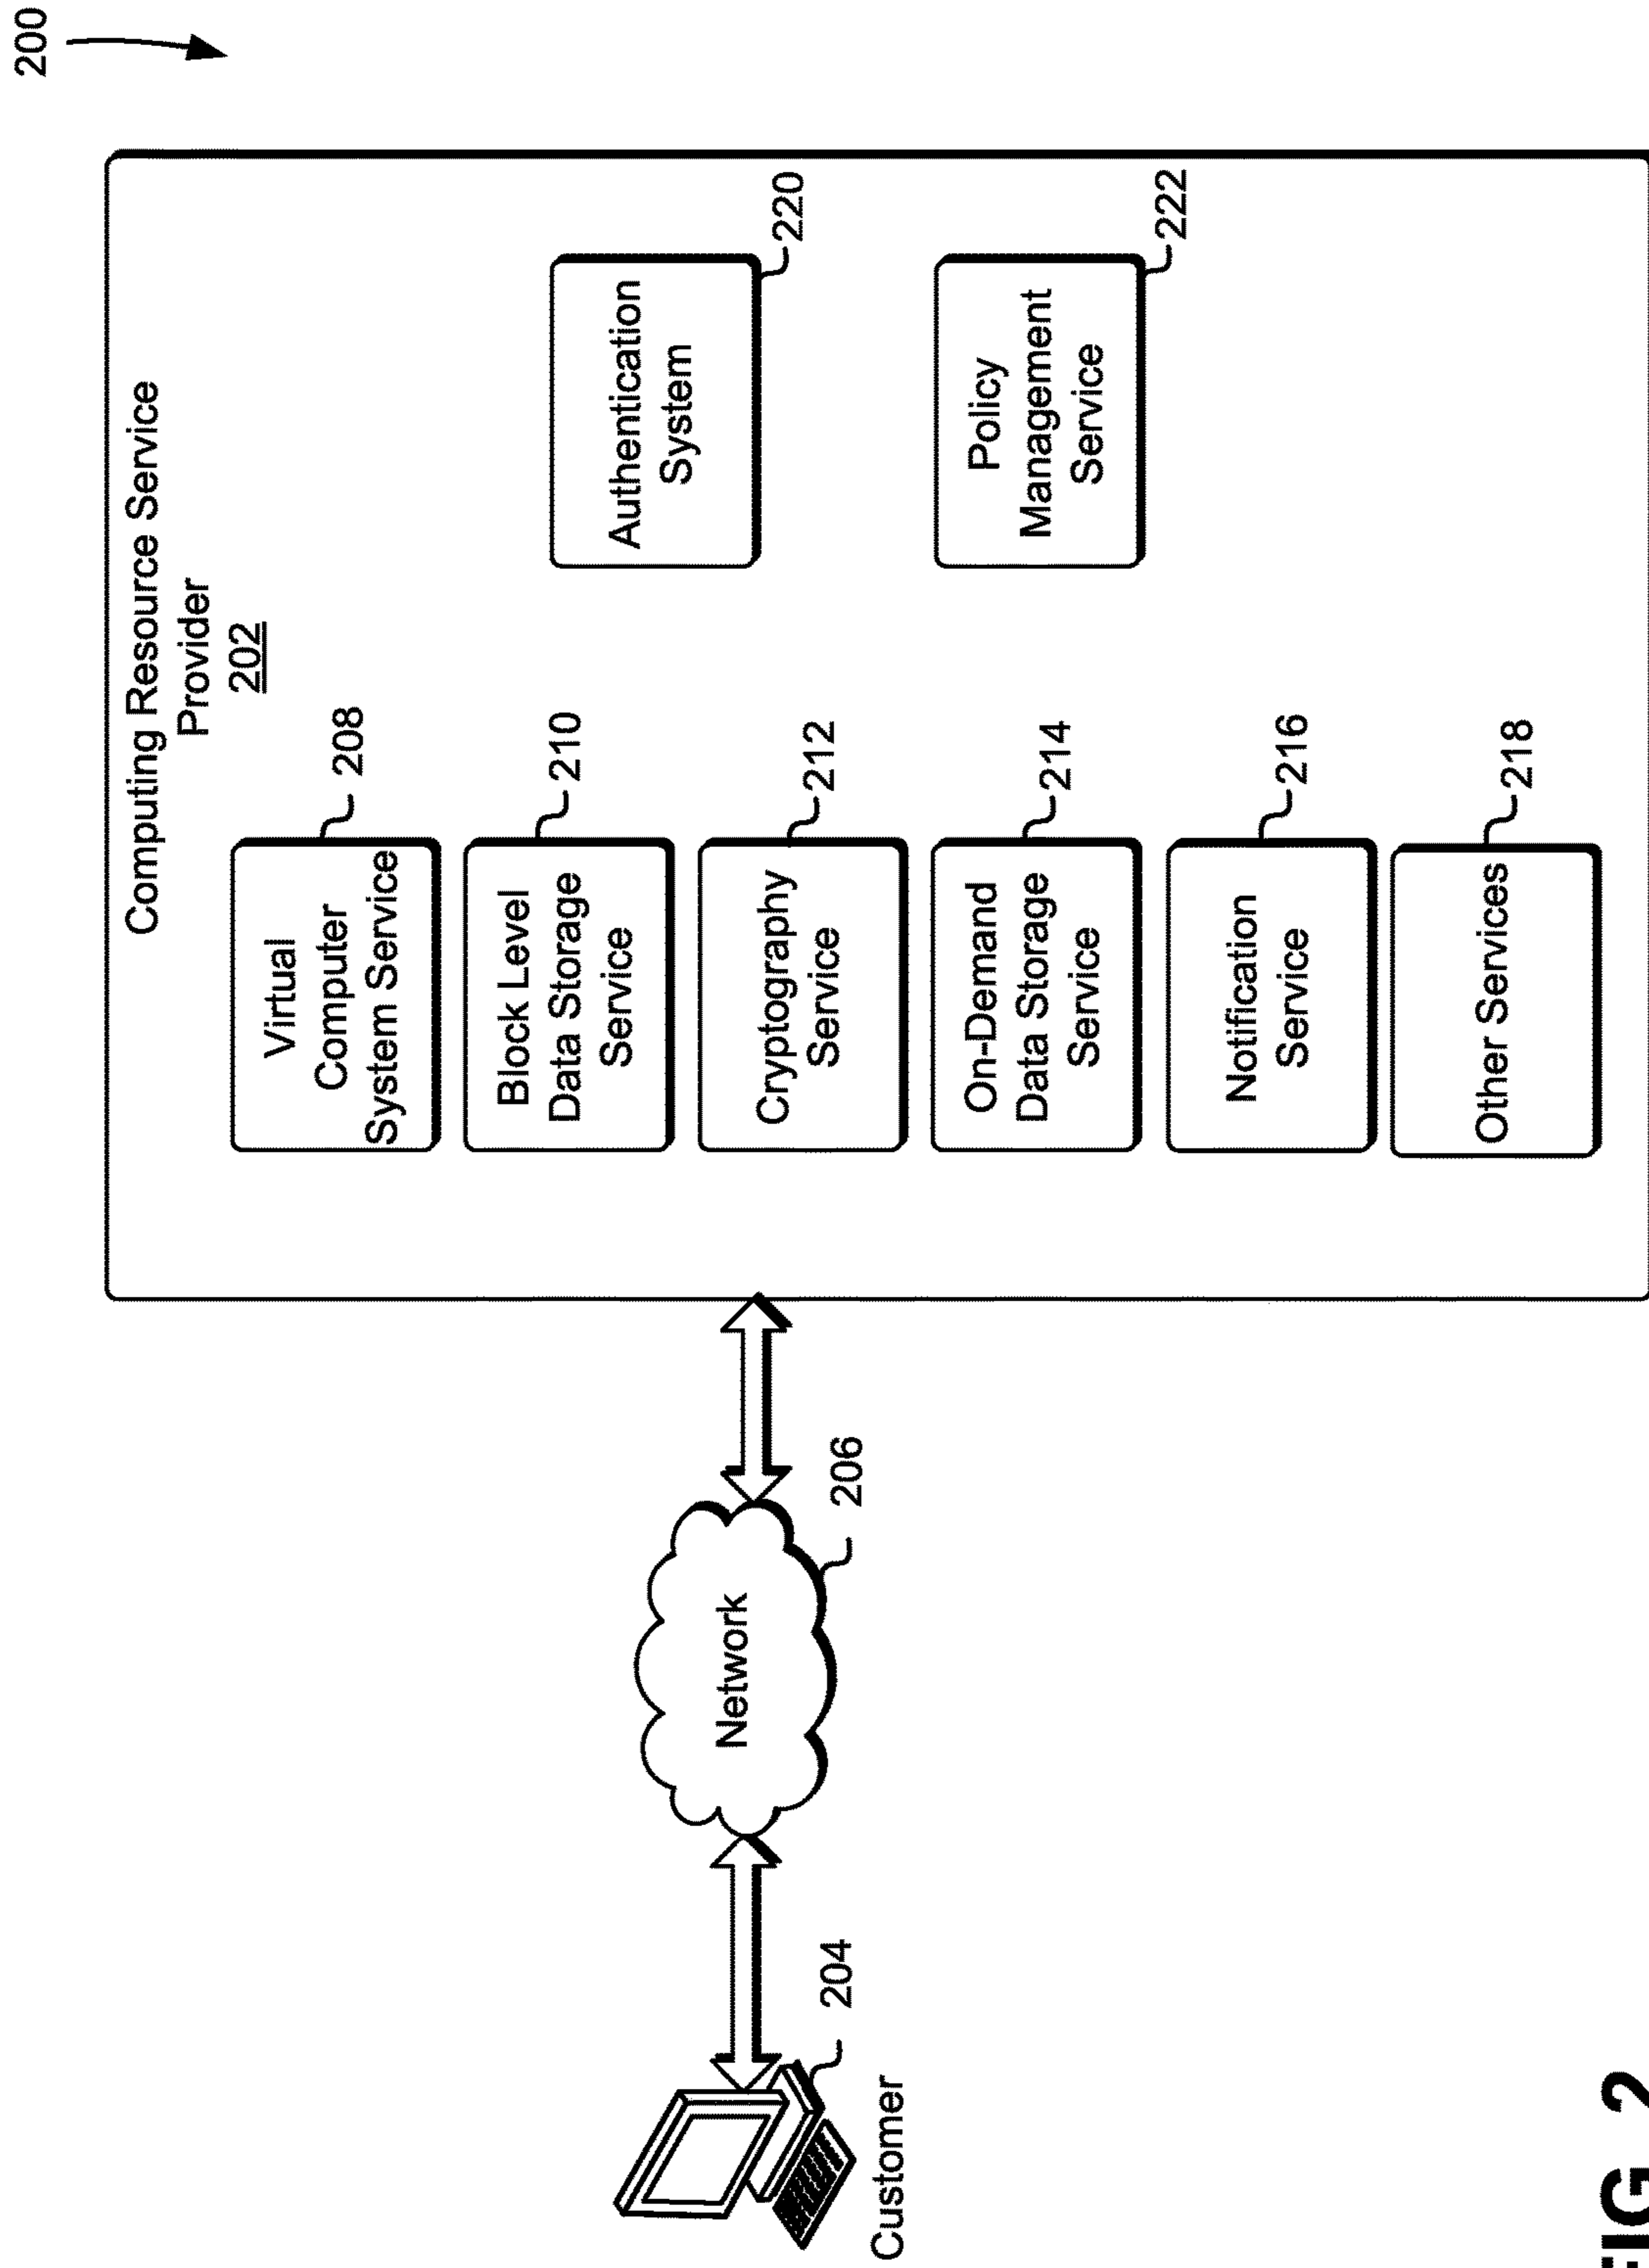 200
Computing Resource Service
Provider
202
Virtual
Computer
System Service
208
Block Level
Data Storage
Service
210
Cryptography
Service
212
On-Demand
Data Storage
Service
214
Notification
Service
216
Other Services
218
Authentication
System
220
Policy
Management
Service
222
Network
206
204
Customer
FIG. 2